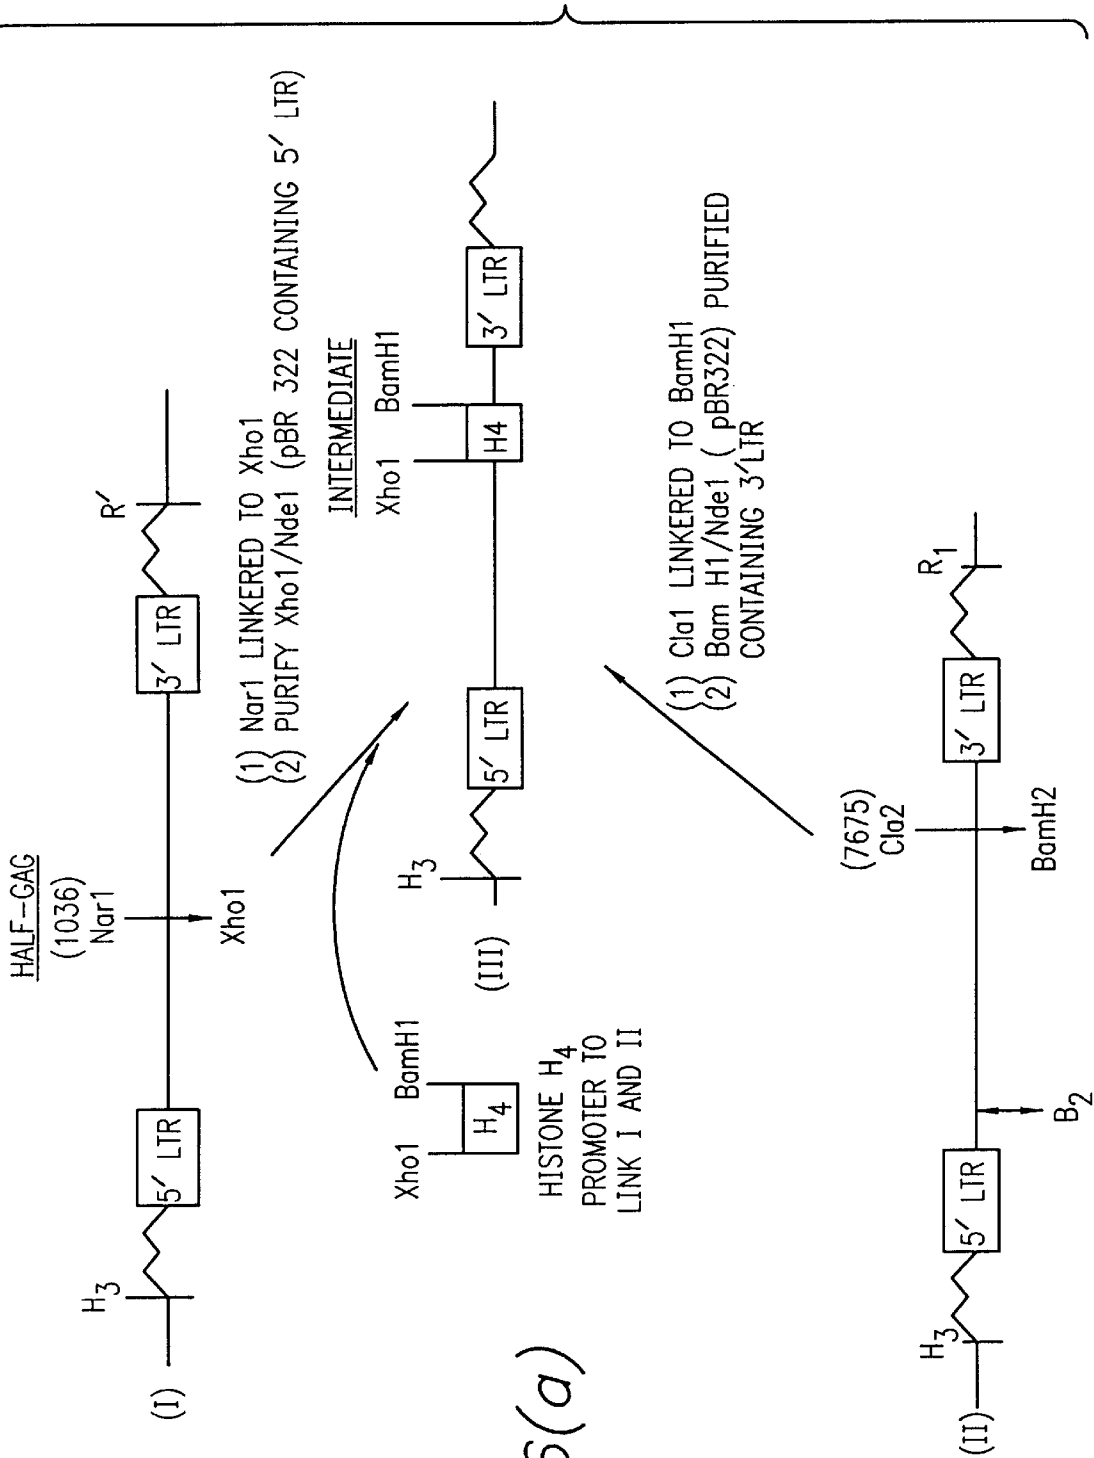 HALF-GAG
(1036)
Nar1
Xho1
(I)
H3
5′ LTR
3′ LTR
R′
(1) Nar1 LINKERED TO Xho1
(2) PURIFY Xho1/Nde1 (pBR 322 CONTAINING 5′ LTR)
INTERMEDIATE
Xho1 BamH1
(III)
H3
5′ LTR
H4
3′ LTR
Xho1 BamH1
H4
HISTONE H4
PROMOTER TO
LINK I AND II
(1) Cla1 LINKERED TO BamH1
(2) Bam H1/Nde1 ( pBR322) PURIFIED
CONTAINING 3′LTR
(7675)
Cla2
BamH2
(II)
H3
5′ LTR
B2
3′ LTR
R1
6(a)